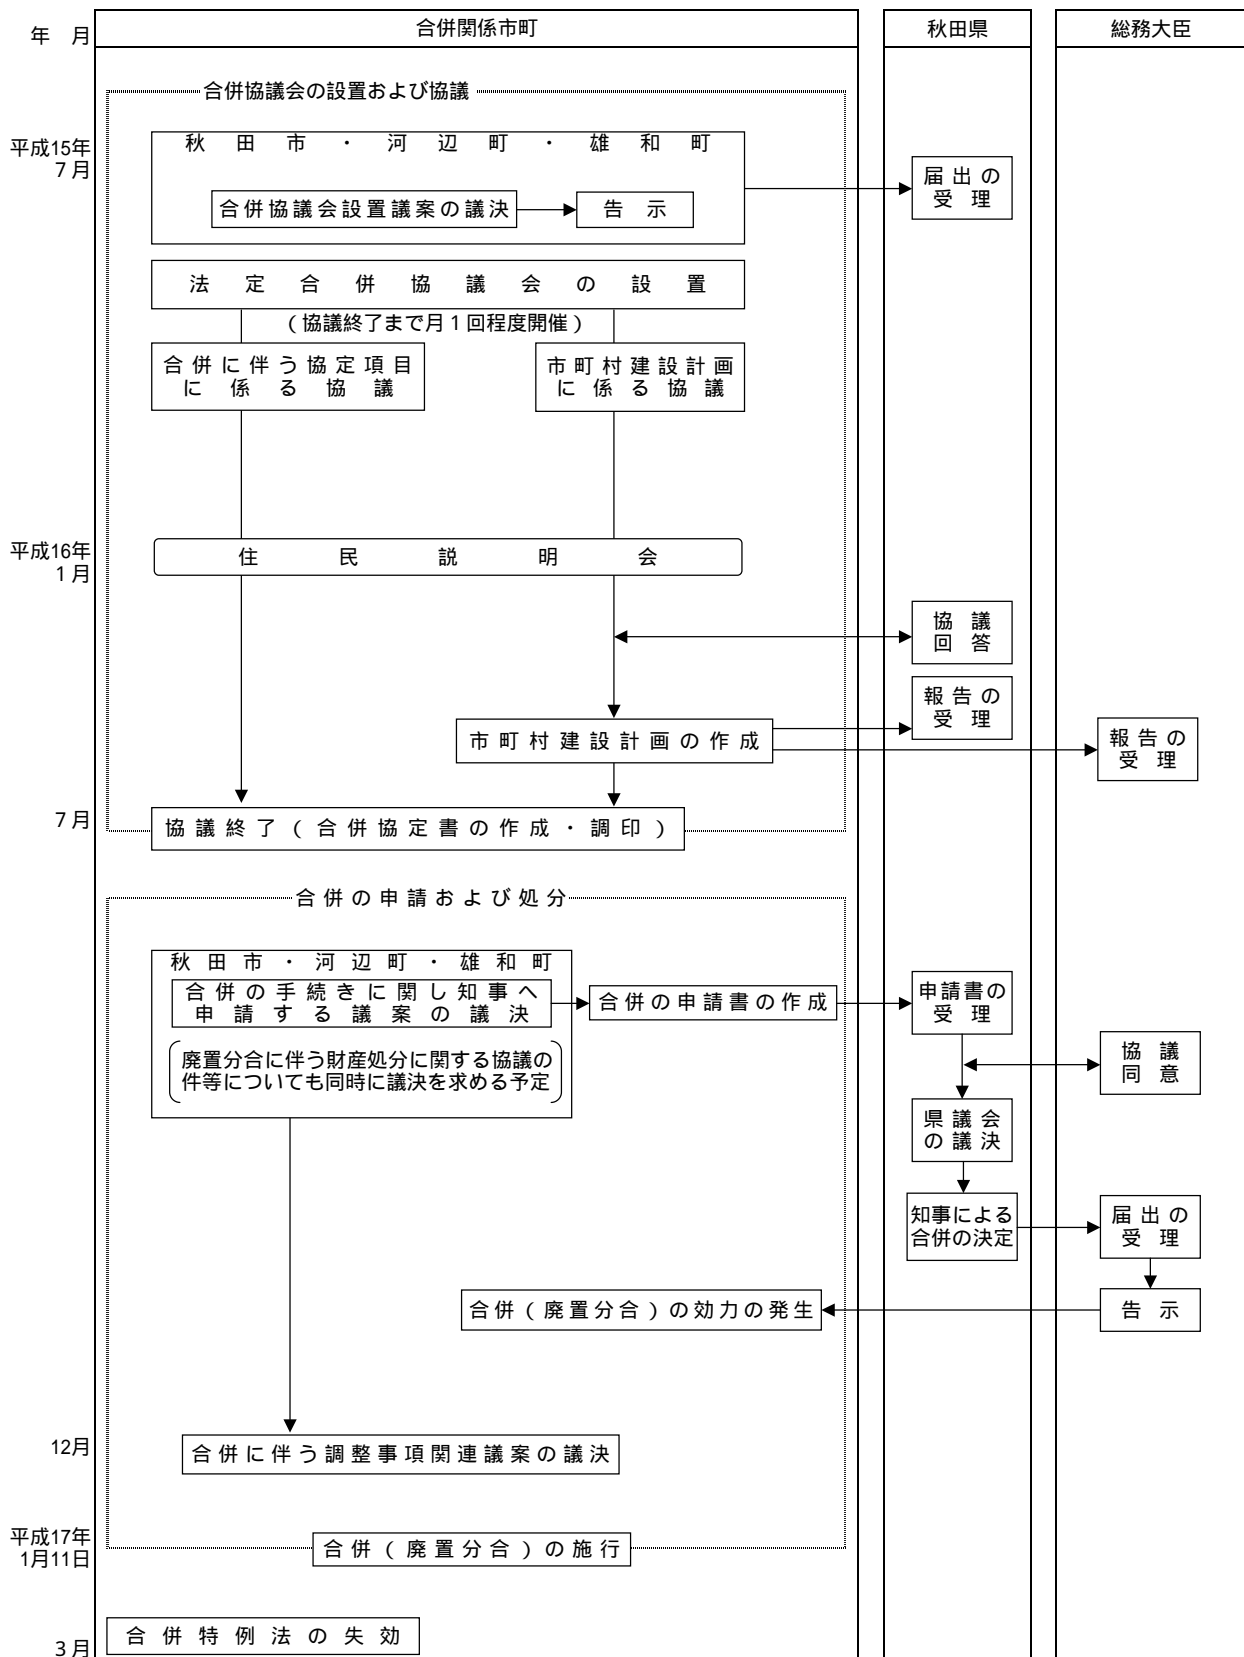 年 月
合併関係市町
秋田県
総務大臣
合併協議会の設置および協議
平成15年
7月
秋田市・河辺町・雄和町
合併協議会設置議案の議決
告示
届出の
受理
法定合併協議会の設置
(協議終了まで月1回程度開催)
合併に伴う協定項目
に係る協議
市町村建設計画
に係る協議
平成16年
1月
住民説明会
協議
回答
報告の
受理
市町村建設計画の作成
報告の
受理
7月
協議終了(合併協定書の作成・調印)
合併の申請および処分
秋田市・河辺町・雄和町
合併の手続きに関し知事へ
申請する議案の議決
合併の申請書の作成
申請書の
受理
廃置分合に伴う財産処分に関する協議の
件等についても同時に議決を求める予定
協議
同意
県議会
の議決
知事による
合併の決定
届出の
受理
合併(廃置分合)の効力の発生
告示
12月
合併に伴う調整事項関連議案の議決
平成17年
1月11日
合併(廃置分合)の施行
合併特例法の失効
3月